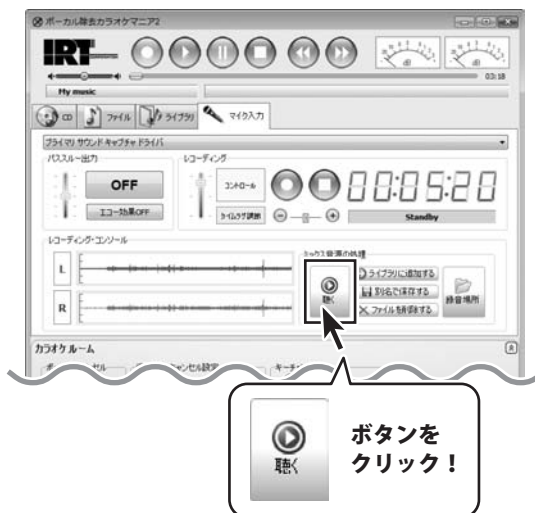 ボーカル除去カラオケマニア2
IRT
dB
dB
03:18
My music
CD
ファイル
ライブラリ
マイク入力
プライマリ サウンド キャプチャ ドライバ
パススルー出力
OFF
エコー効果OFF
レコーディング
コントロール
タイムラグ調節
00:05:20
Standby
レコーディング・コンソール
L
R
ミックス音源の処理
聴く
ライブラリに追加する
別名で保存する
ファイルを削除する
録音場所
カラオケ ルーム
聴く
ボタンを
クリック！